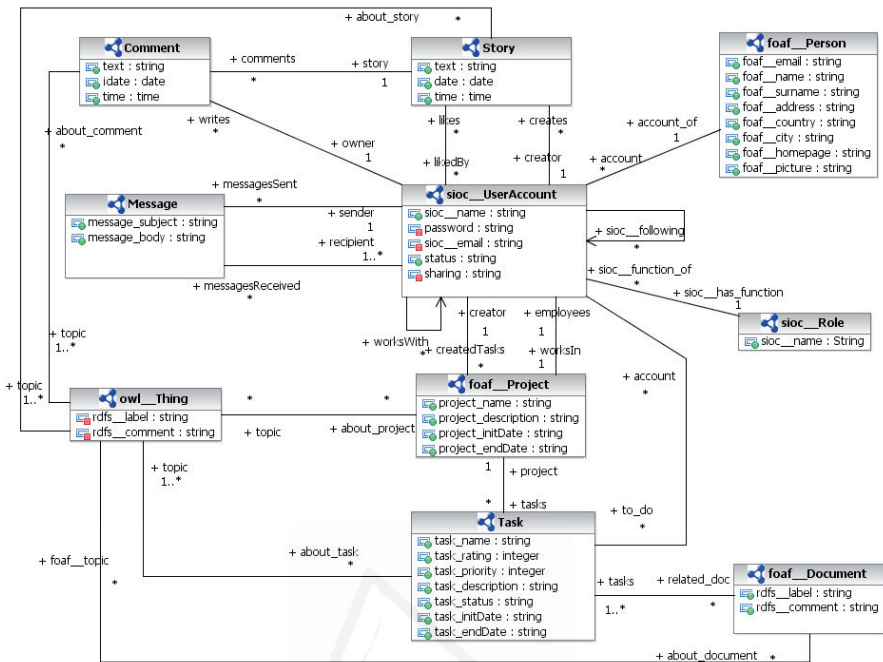 + about_story
*
Comment
text : string
idate : date
time : time
+ comments
*
+ story
1
Story
text : string
date : date
time : time
foaf__Person
foaf__email : string
foaf__name : string
foaf__surname : string
foaf__address : string
foaf__country : string
foaf__city : string
foaf__homepage : string
foaf__picture : string
+ about_comment
*
+ writes
*
+ owner
1
+ likes
*
+ likedBy
*
+ creates
*
+ creator
1
+ account_of
1
+ account
*
Message
message_subject : string
message_body : string
+ messagesSent
*
+ sender
1
+ recipient
1..*
+ messagesReceived
*
sioc__UserAccount
sioc__name : string
password : string
sioc__email : string
status : string
sharing : string
+ sioc__following
*
+ sioc__function_of
*
+ sioc__has_function
1
sioc__Role
sioc__name : String
+ worksWith
*
+ creator
1
+ createdTasks
*
+ employees
1
+ worksIn
1
+ account
*
+ topic
1..*
+ topic
1..*
owl__Thing
rdfs__label : string
rdfs__comment : string
*
+ topic
*
+ about_project
foaf__Project
project_name : string
project_description : string
project_initDate : string
project_endDate : string
+ topic
1..*
1
+ project
*
+ tasks
+ to_do
*
+ about_task
*
Task
task_name : string
task_rating : integer
task_priority : integer
task_description : string
task_status : string
task_initDate : string
task_endDate : string
+ foaf__topic
*
+ tasks
1..*
+ related_doc
*
foaf__Document
rdfs__label : string
rdfs__comment : string
+ about_document
*